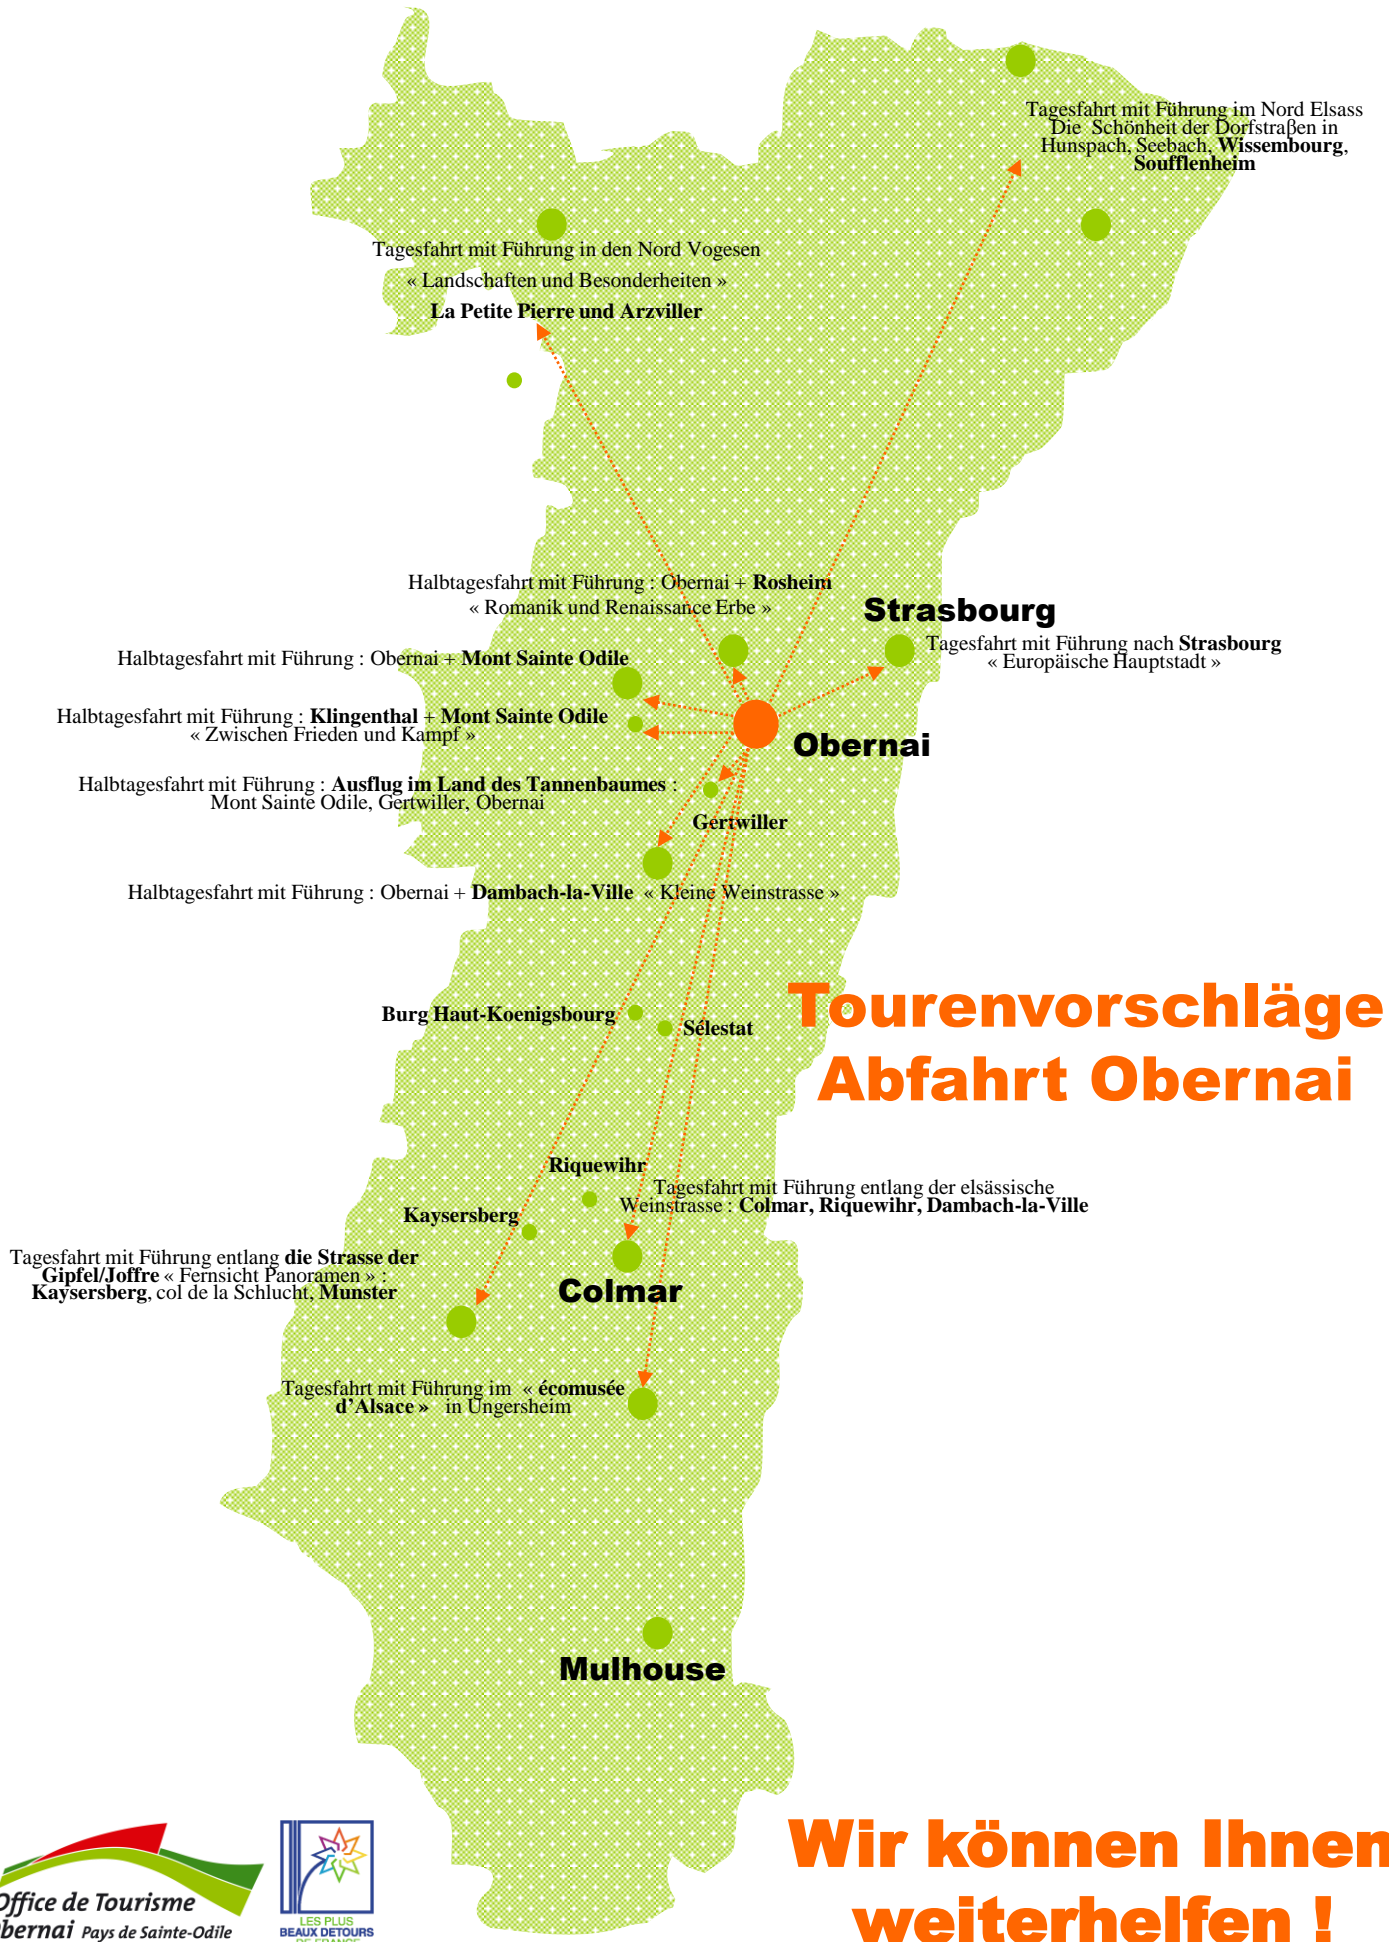 Tagesfahrt mit Führung im Nord Elsass
Die Schönheit der Dorfstraβen in
Hunspach, Seebach, Wissembourg,
Soufflenheim
Tagesfahrt mit Führung in den Nord Vogesen
« Landschaften und Besonderheiten »
La Petite Pierre und Arzviller
Halbtagesfahrt mit Führung : Obernai + Rosheim
« Romanik und Renaissance Erbe »
Strasbourg
Tagesfahrt mit Führung nach Strasbourg
« Europäische Hauptstadt »
Halbtagesfahrt mit Führung : Obernai + Mont Sainte Odile
Halbtagesfahrt mit Führung : Klingenthal + Mont Sainte Odile
« Zwischen Frieden und Kampf »
Obernai
Halbtagesfahrt mit Führung : Ausflug im Land des Tannenbaumes :
Mont Sainte Odile, Gertwiller, Obernai
Gertwiller
Halbtagesfahrt mit Führung : Obernai + Dambach-la-Ville « Kleine Weinstrasse »
Burg Haut-Koenigsbourg
Sélestat
Tourenvorschläge
Abfahrt Obernai
Riquewihr
Tagesfahrt mit Führung entlang der elsässische
Weinstrasse : Colmar, Riquewihr, Dambach-la-Ville
Kaysersberg
Tagesfahrt mit Führung entlang die Strasse der
Gipfel/Joffre « Fernsicht Panoramen » :
Kaysersberg, col de la Schlucht, Munster
Colmar
Tagesfahrt mit Führung im « écomusée
d’Alsace » in Ungersheim
Mulhouse
Wir können Ihnen
weiterhelfen !
Office de Tourisme
Obernai Pays de Sainte-Odile
LES PLUS
BEAUX DETOURS
DE FRANCE